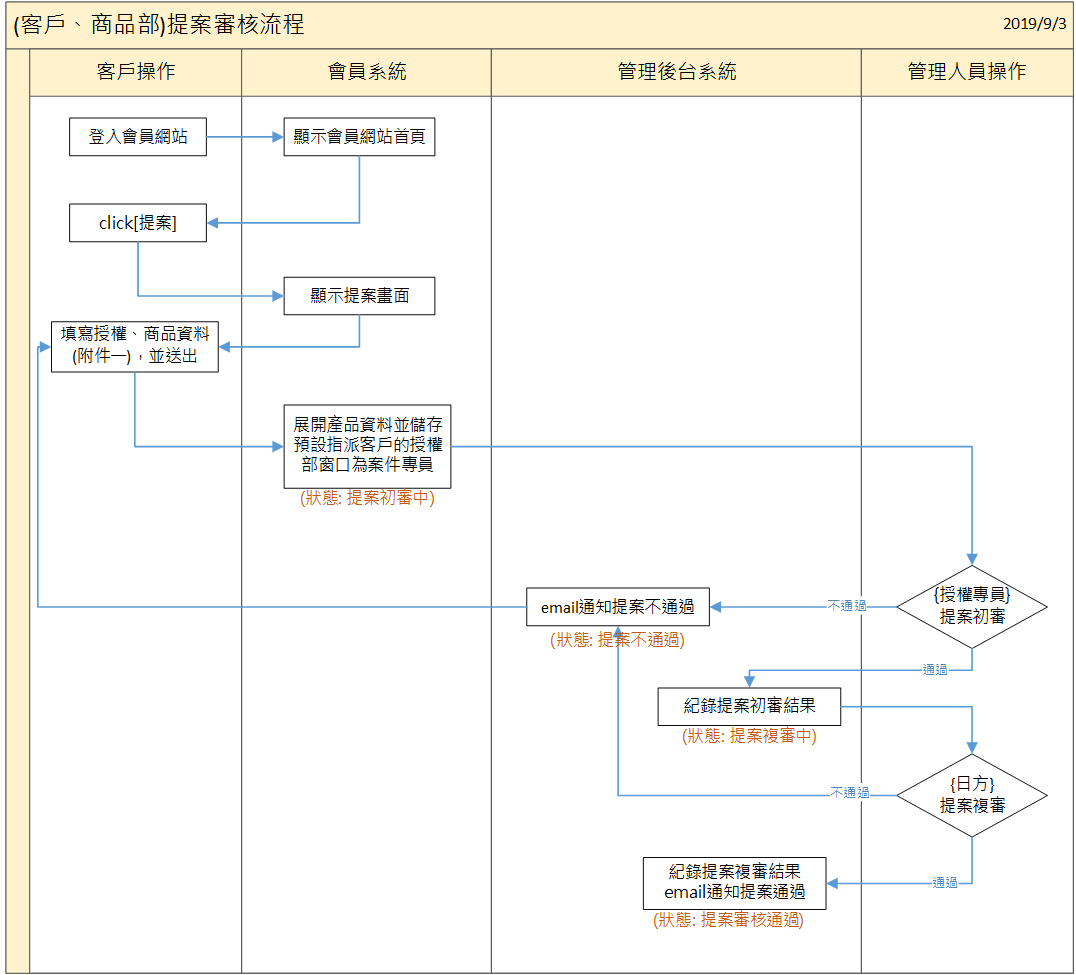 (客戶、商品部)提案審核流程
2019/9/3
客戶操作
會員系統
管理後台系統
管理人員操作
登入會員網站
顯示會員網站首頁
click[提案]
顯示提案畫面
填寫授權、商品資料
(附件一)，並送出
展開產品資料並儲存
預設指派客戶的授權
部窗口為案件專員
(狀態: 提案初審中)
{授權專員}
提案初審
不通過
email通知提案不通過
(狀態: 提案不通過)
通過
紀錄提案初審結果
(狀態: 提案複審中)
{日方}
提案複審
不通過
通過
紀錄提案複審結果
email通知提案通過
(狀態: 提案審核通過)